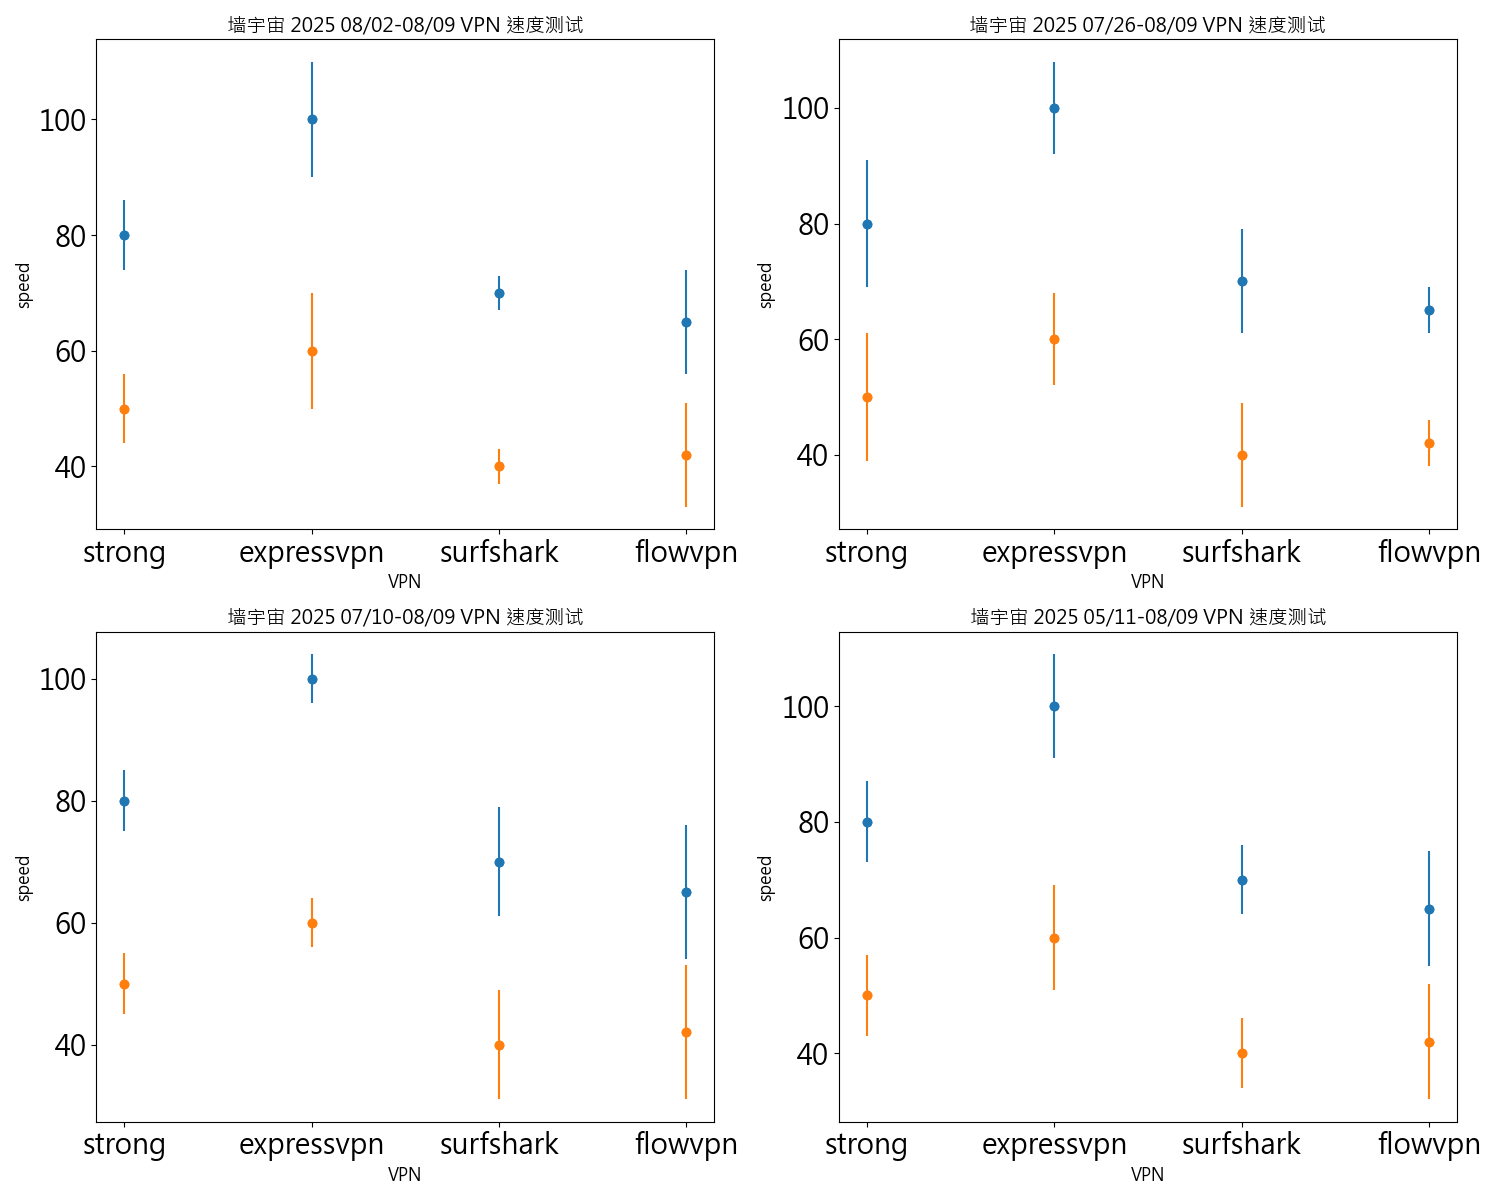 墙宇宙 2025 08/02-08/09 VPN 速度测试
100
80
60
40
speed
strong expressvpn surfshark flowvpn
VPN
墙宇宙 2025 07/26-08/09 VPN 速度测试
100
80
60
40
speed
strong expressvpn surfshark flowvpn
VPN
墙宇宙 2025 07/10-08/09 VPN 速度测试
100
80
60
40
speed
strong expressvpn surfshark flowvpn
VPN
墙宇宙 2025 05/11-08/09 VPN 速度测试
100
80
60
40
speed
strong expressvpn surfshark flowvpn
VPN